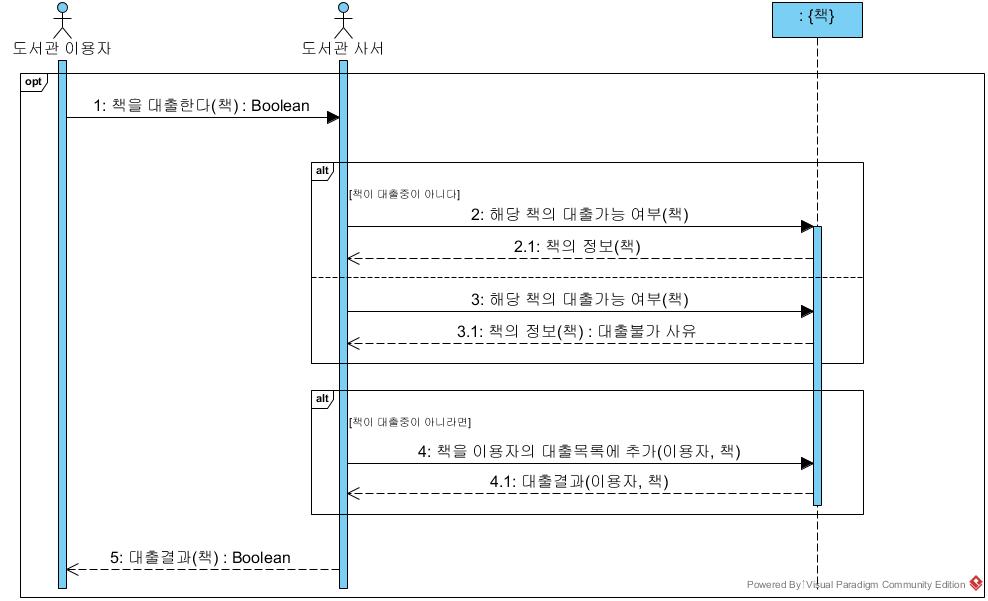 도서관 이용자
도서관 사서
: {책}
opt
1: 책을 대출한다(책) : Boolean
alt
[책이 대출중이 아니다]
2: 해당 책의 대출가능 여부(책)
2.1: 책의 정보(책)
3: 해당 책의 대출가능 여부(책)
3.1: 책의 정보(책) : 대출불가 사유
alt
[책이 대출중이 아니라면]
4: 책을 이용자의 대출목록에 추가(이용자, 책)
4.1: 대출결과(이용자, 책)
5: 대출결과(책) : Boolean
Powered By Visual Paradigm Community Edition